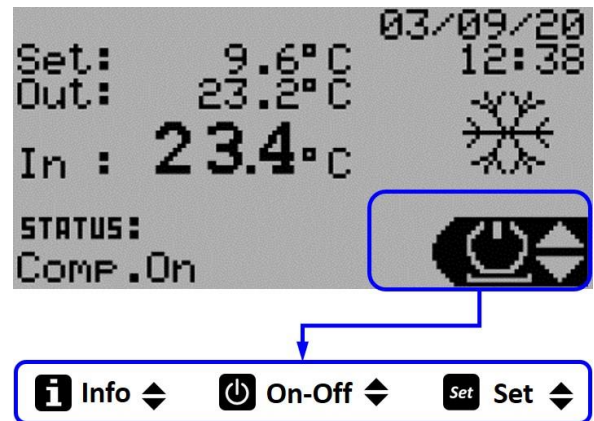 03/09/20
Set: 9.6°C 12:38
Out: 23.2°C
In : 23.4°C
STATUS:
Comp.On
i Info
On-Off
Set Set